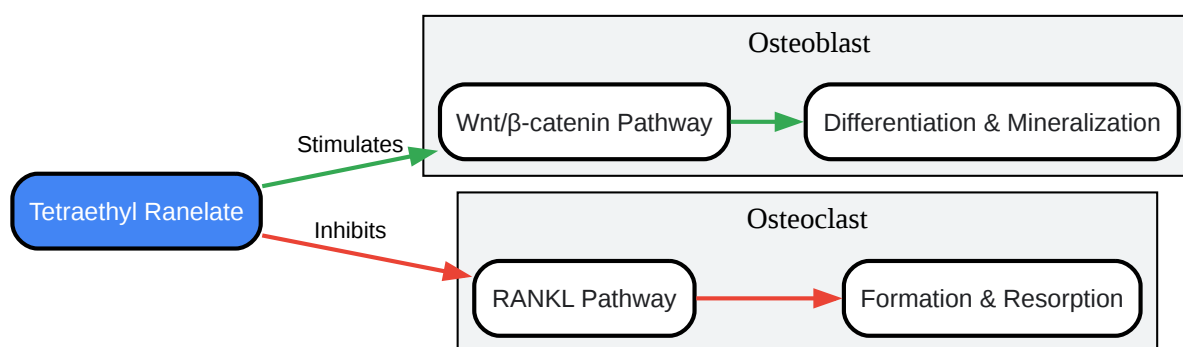 Osteoblast
Wnt/β-catenin Pathway
Differentiation & Mineralization
Stimulates
Tetraethyl Ranelate
Inhibits
Osteoclast
RANKL Pathway
Formation & Resorption